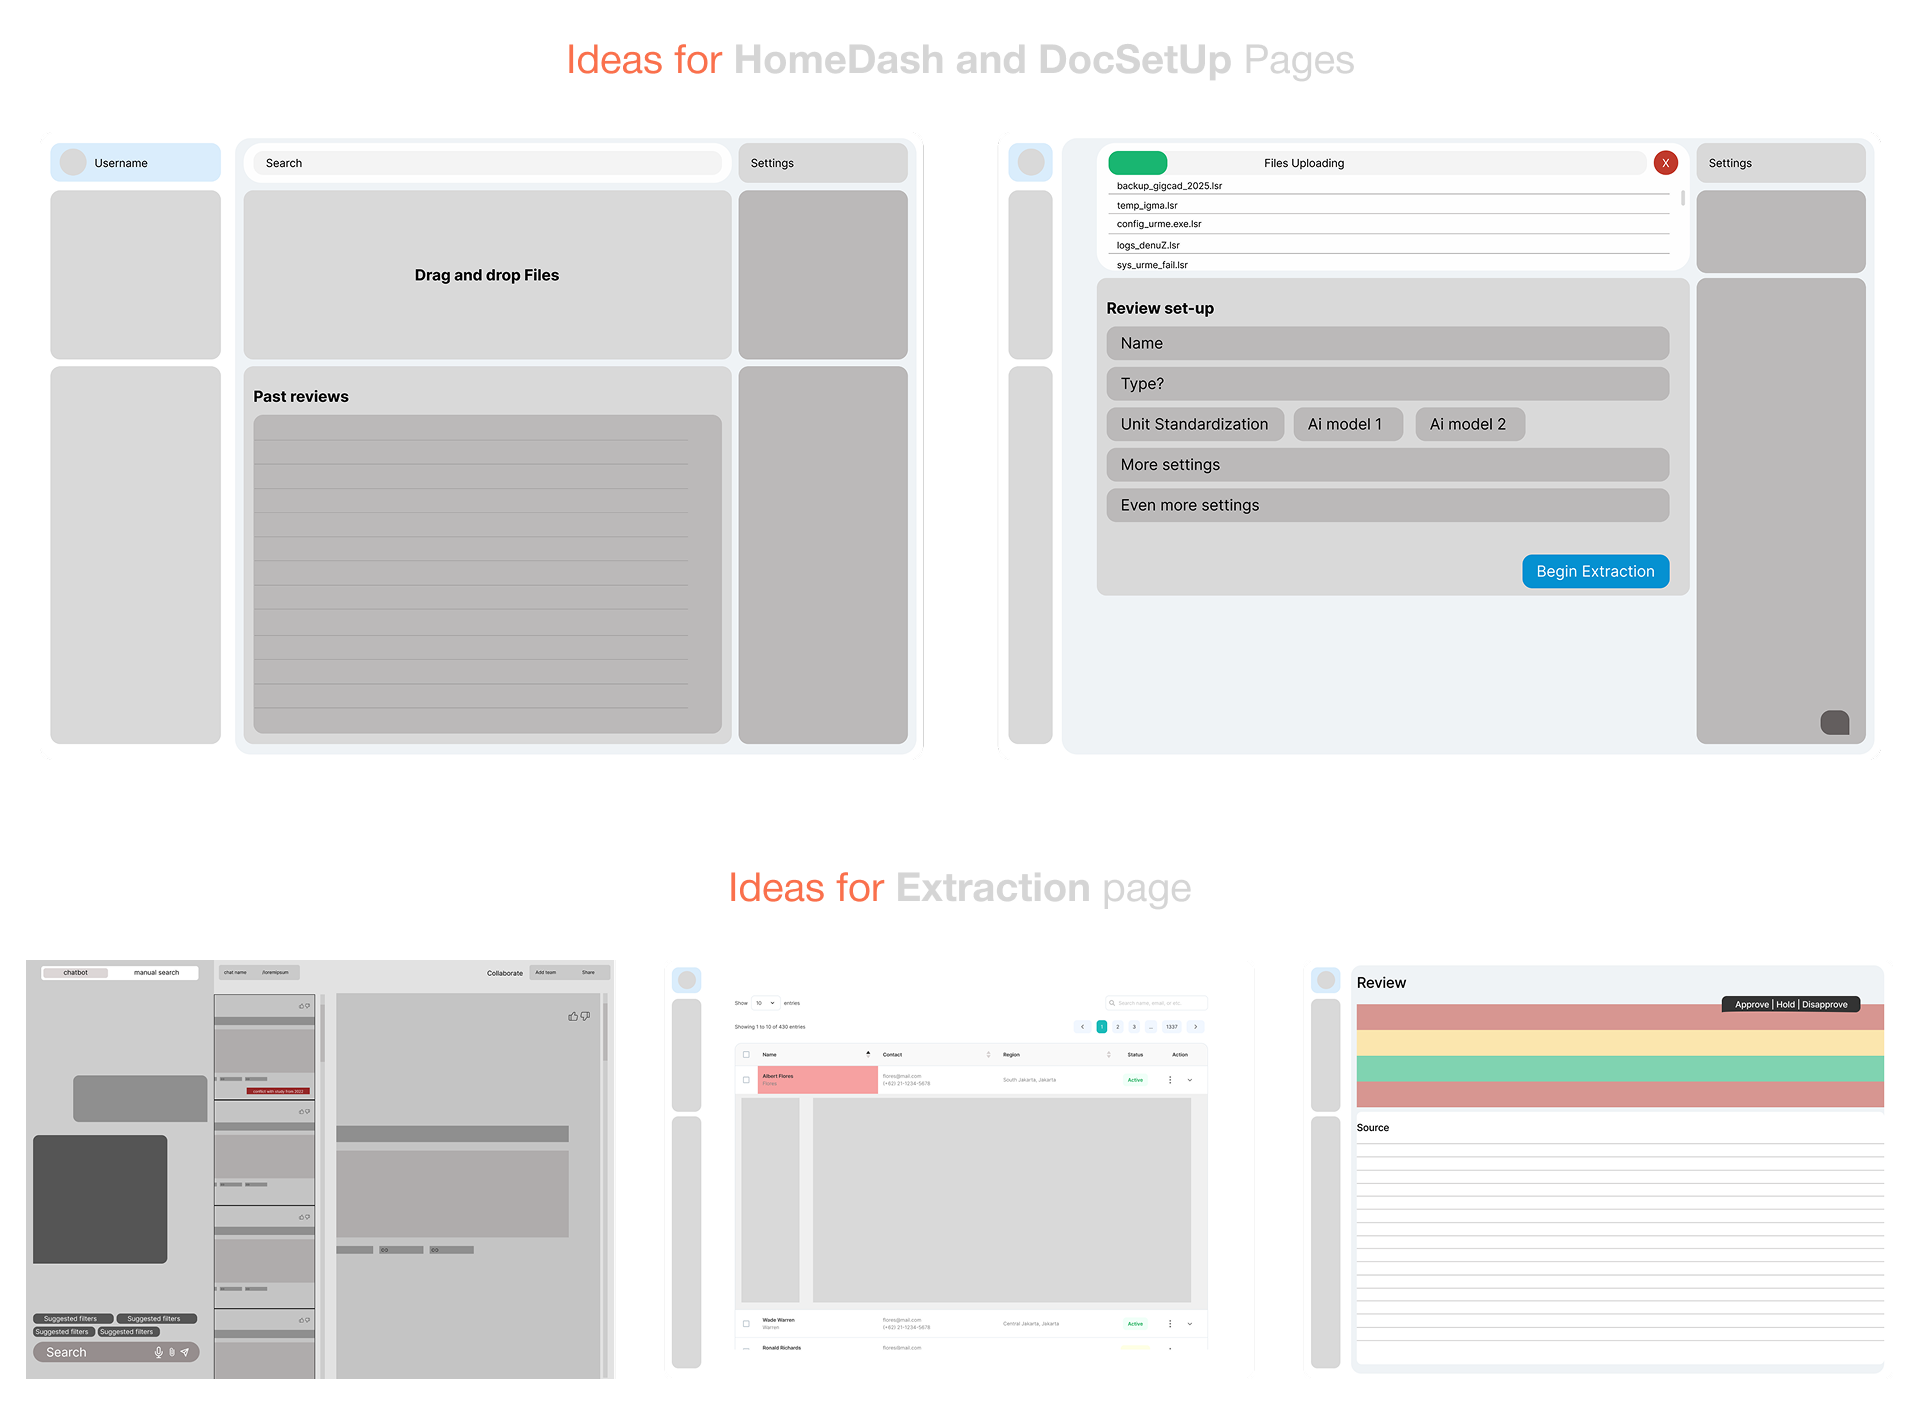 Ideas for HomeDash and DocSetUp Pages
Username
Search
Settings
Drag and drop Files
Past reviews
Files Uploading
X
Settings
backup_gigcad_2025.lsr
temp_igma.lsr
config_urme.exe.lsr
logs_denuZ.lsr
sys_urme_fail.lsr
Review set-up
Name
Type?
Unit Standardization Ai model 1 Ai model 2
More settings
Even more settings
Begin Extraction
Ideas for Extraction page
chatbot manual search
chat name /loremipsum
Collaborate Add team Share
conflict with study from 2022
Suggested filters Suggested filters
Suggested filters Suggested filters
Search
Show 10 entries
Search name, email, or etc.
Showing 1 to 10 of 430 entries
< 1 2 3 ... 1337 >
Name Contact Region Status Action
Albert Flores flores@mail.com South Jakarta, Jakarta Active
Flores (+62) 21-1234-5678
Wade Warren flores@mail.com Central Jakarta, Jakarta Active
Warren (+62) 21-1234-5678
Ronald Richards flores@mail.com
Review
Approve | Hold | Disapprove
Source